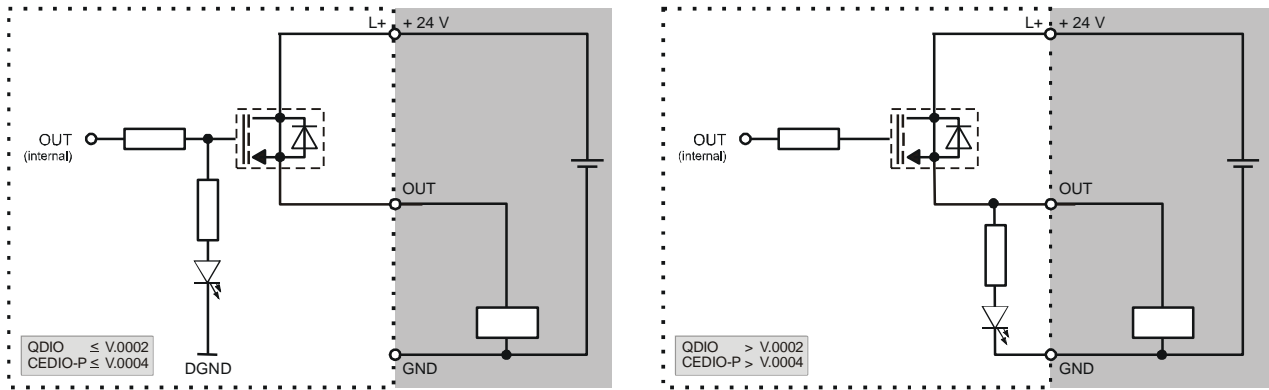 L+ + 24 V
OUT
(internal)
OUT
QDIO ≤ V.0002
CEDIO-P ≤ V.0004
DGND
GND
L+ + 24 V
OUT
(internal)
OUT
QDIO > V.0002
CEDIO-P > V.0004
GND